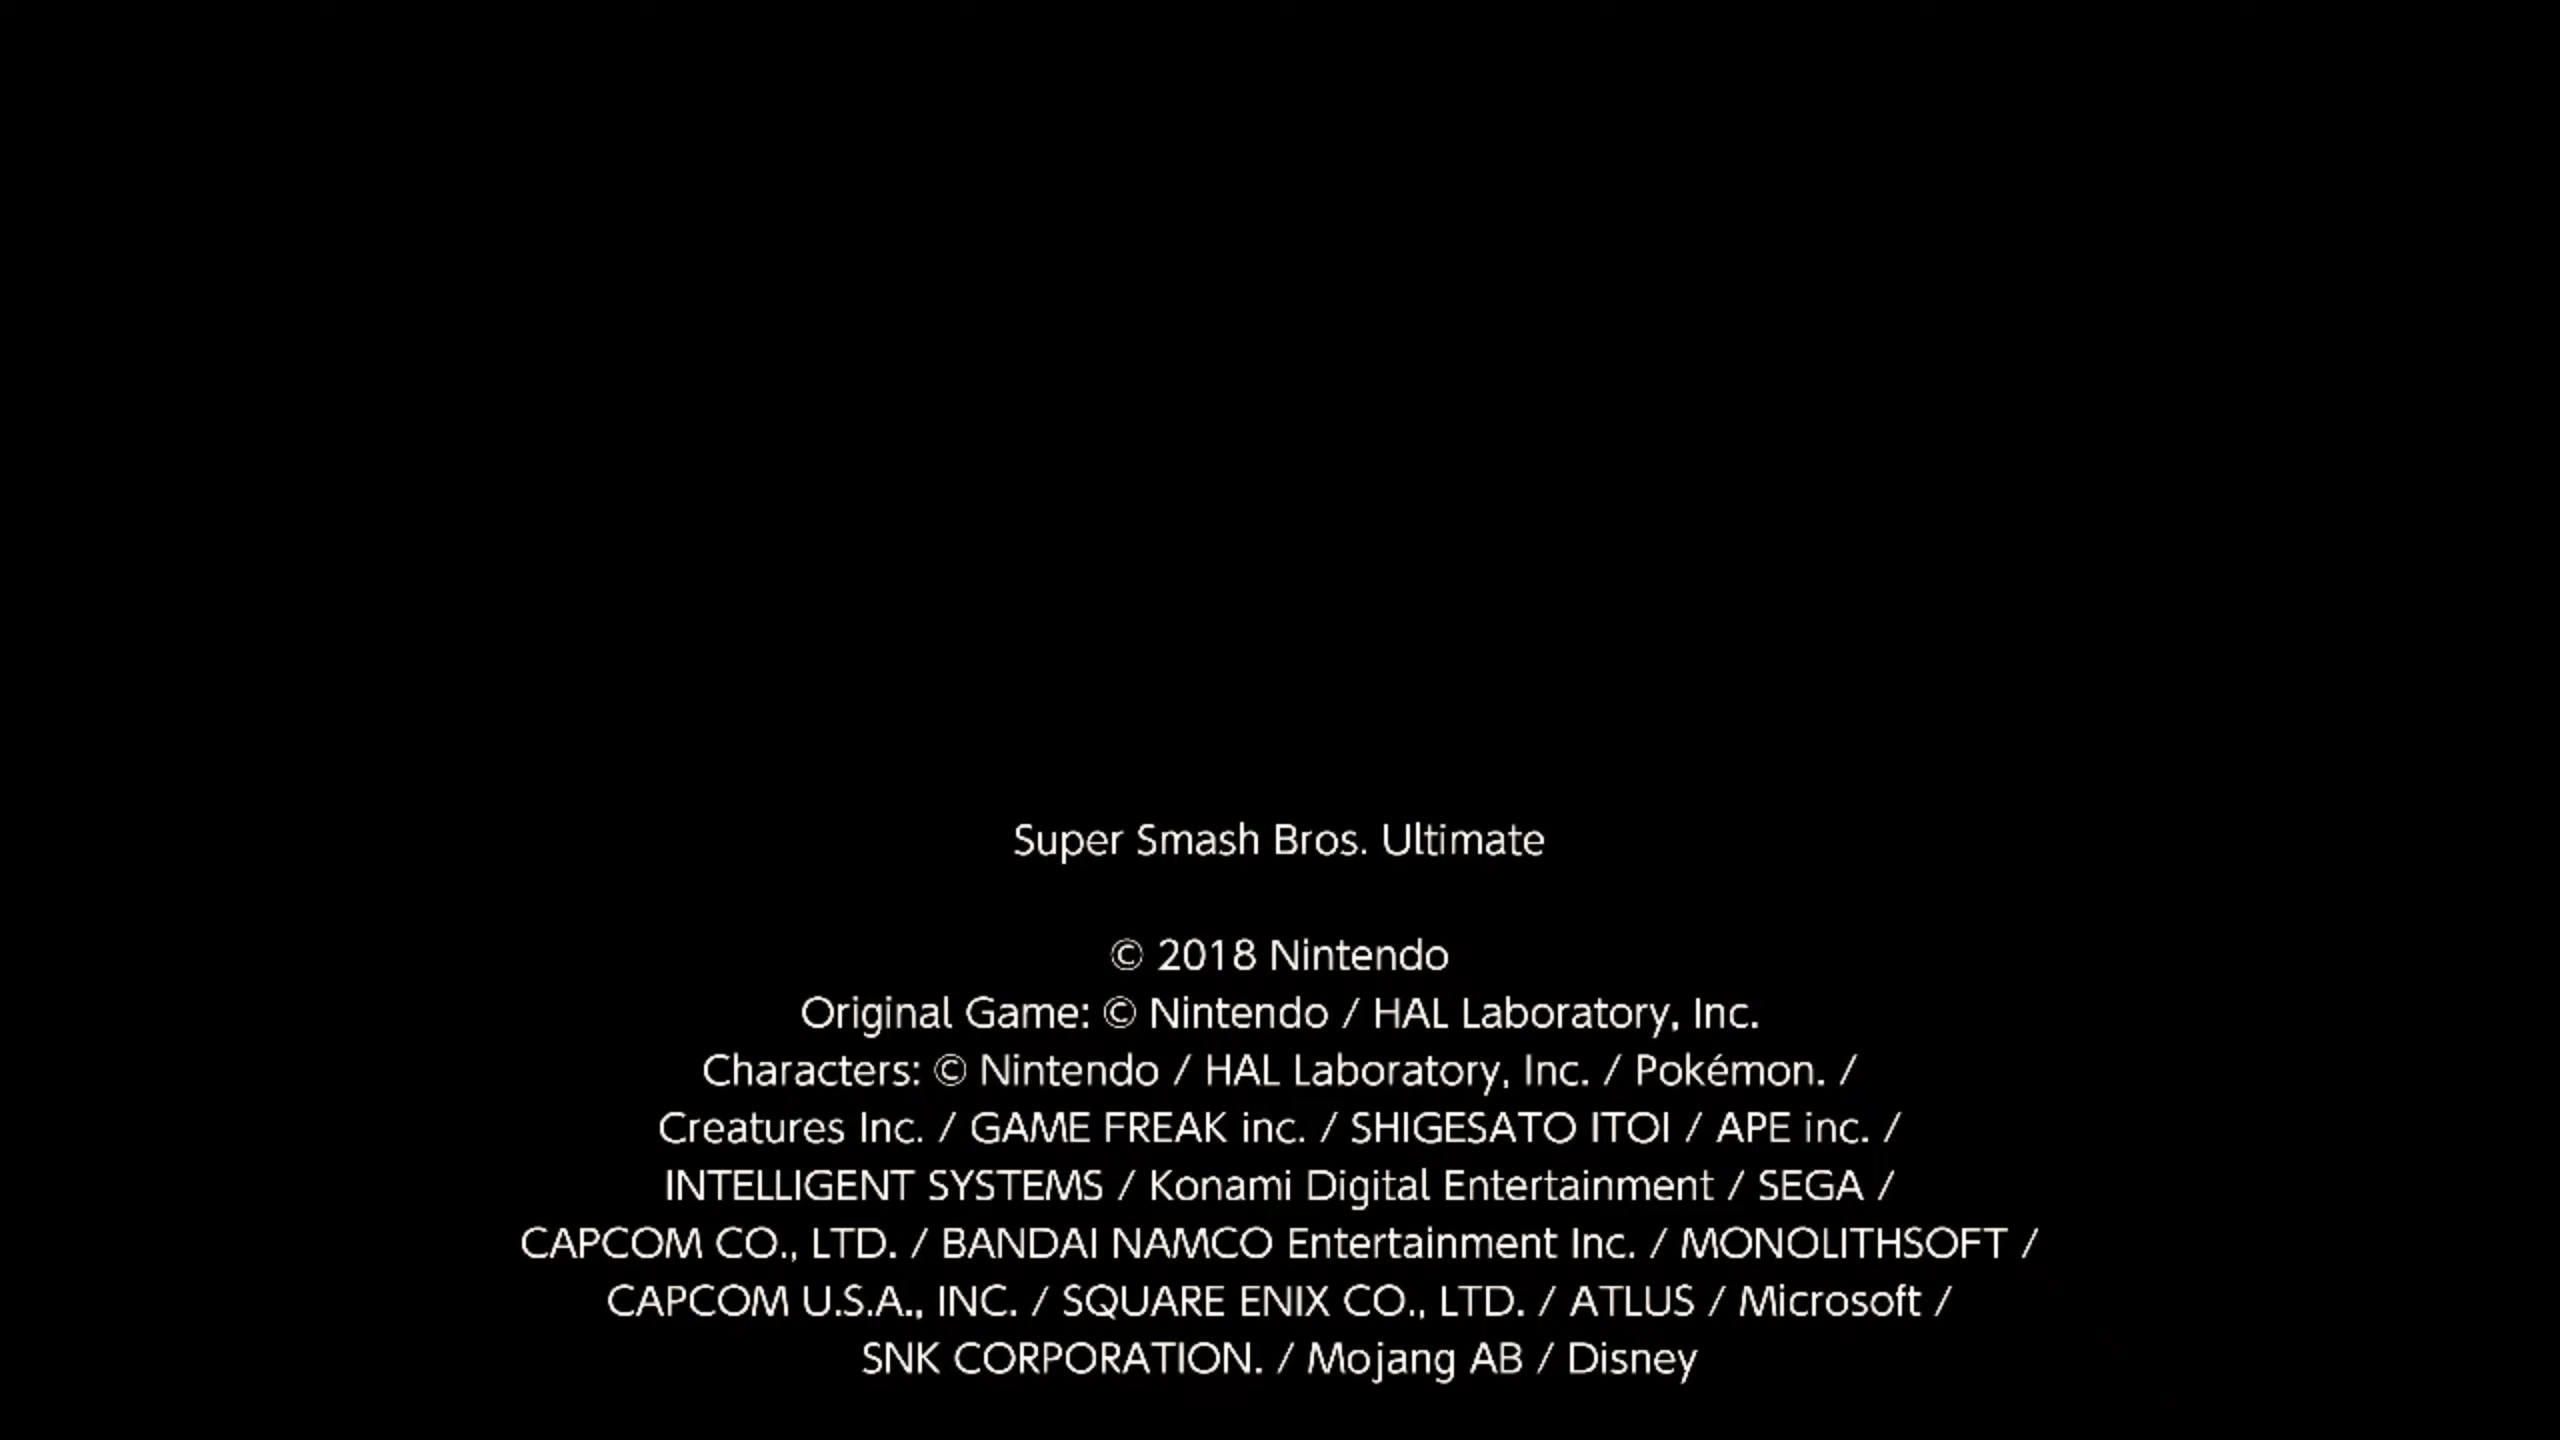 Super Smash Bros. Ultimate
© 2018 Nintendo
Original Game: © Nintendo / HAL Laboratory, Inc.
Characters: © Nintendo / HAL Laboratory, Inc. / Pokémon. /
Creatures Inc. / GAME FREAK inc. / SHIGESATO ITOI / APE inc. /
INTELLIGENT SYSTEMS / Konami Digital Entertainment / SEGA /
CAPCOM CO., LTD. / BANDAI NAMCO Entertainment Inc. / MONOLITHSOFT /
CAPCOM U.S.A., INC. / SQUARE ENIX CO., LTD. / ATLUS / Microsoft /
SNK CORPORATION. / Mojang AB / Disney